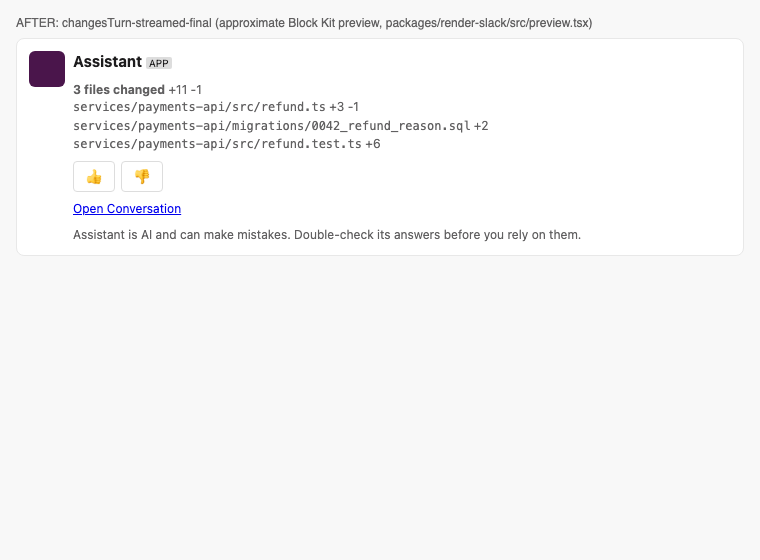 AFTER: changesTurn-streamed-final (approximate Block Kit preview, packages/render-slack/src/preview.tsx)
Assistant APP
3 files changed +11 -1
services/payments-api/src/refund.ts +3 -1
services/payments-api/migrations/0042_refund_reason.sql +2
services/payments-api/src/refund.test.ts +6
Open Conversation
Assistant is AI and can make mistakes. Double-check its answers before you rely on them.